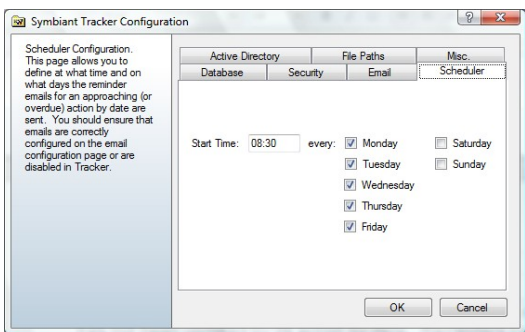 Symbiant Tracker Configuration
Scheduler Configuration.
This page allows you to
define at what time and on
what days the reminder
emails for an approaching (or
overdue) action by date are
sent. You should ensure that
emails are correctly
configured on the email
configuration page or are
disabled in Tracker.
Active Directory File Paths Misc.
Database Security Email Scheduler
Start Time: 08:30 every: Monday Saturday
Tuesday Sunday
Wednesday
Thursday
Friday
OK Cancel